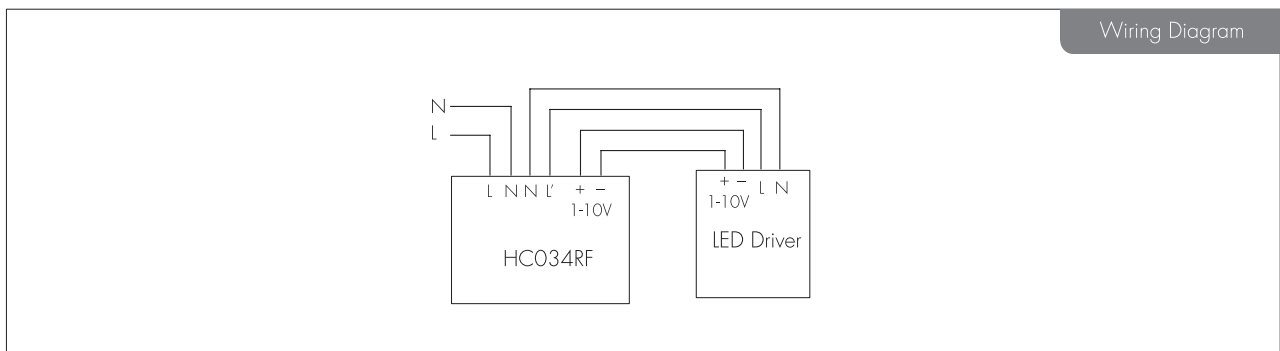 Wiring Diagram
N
L
L N N L’ + −
1-10V
HC034RF
+ − L N
1-10V
LED Driver